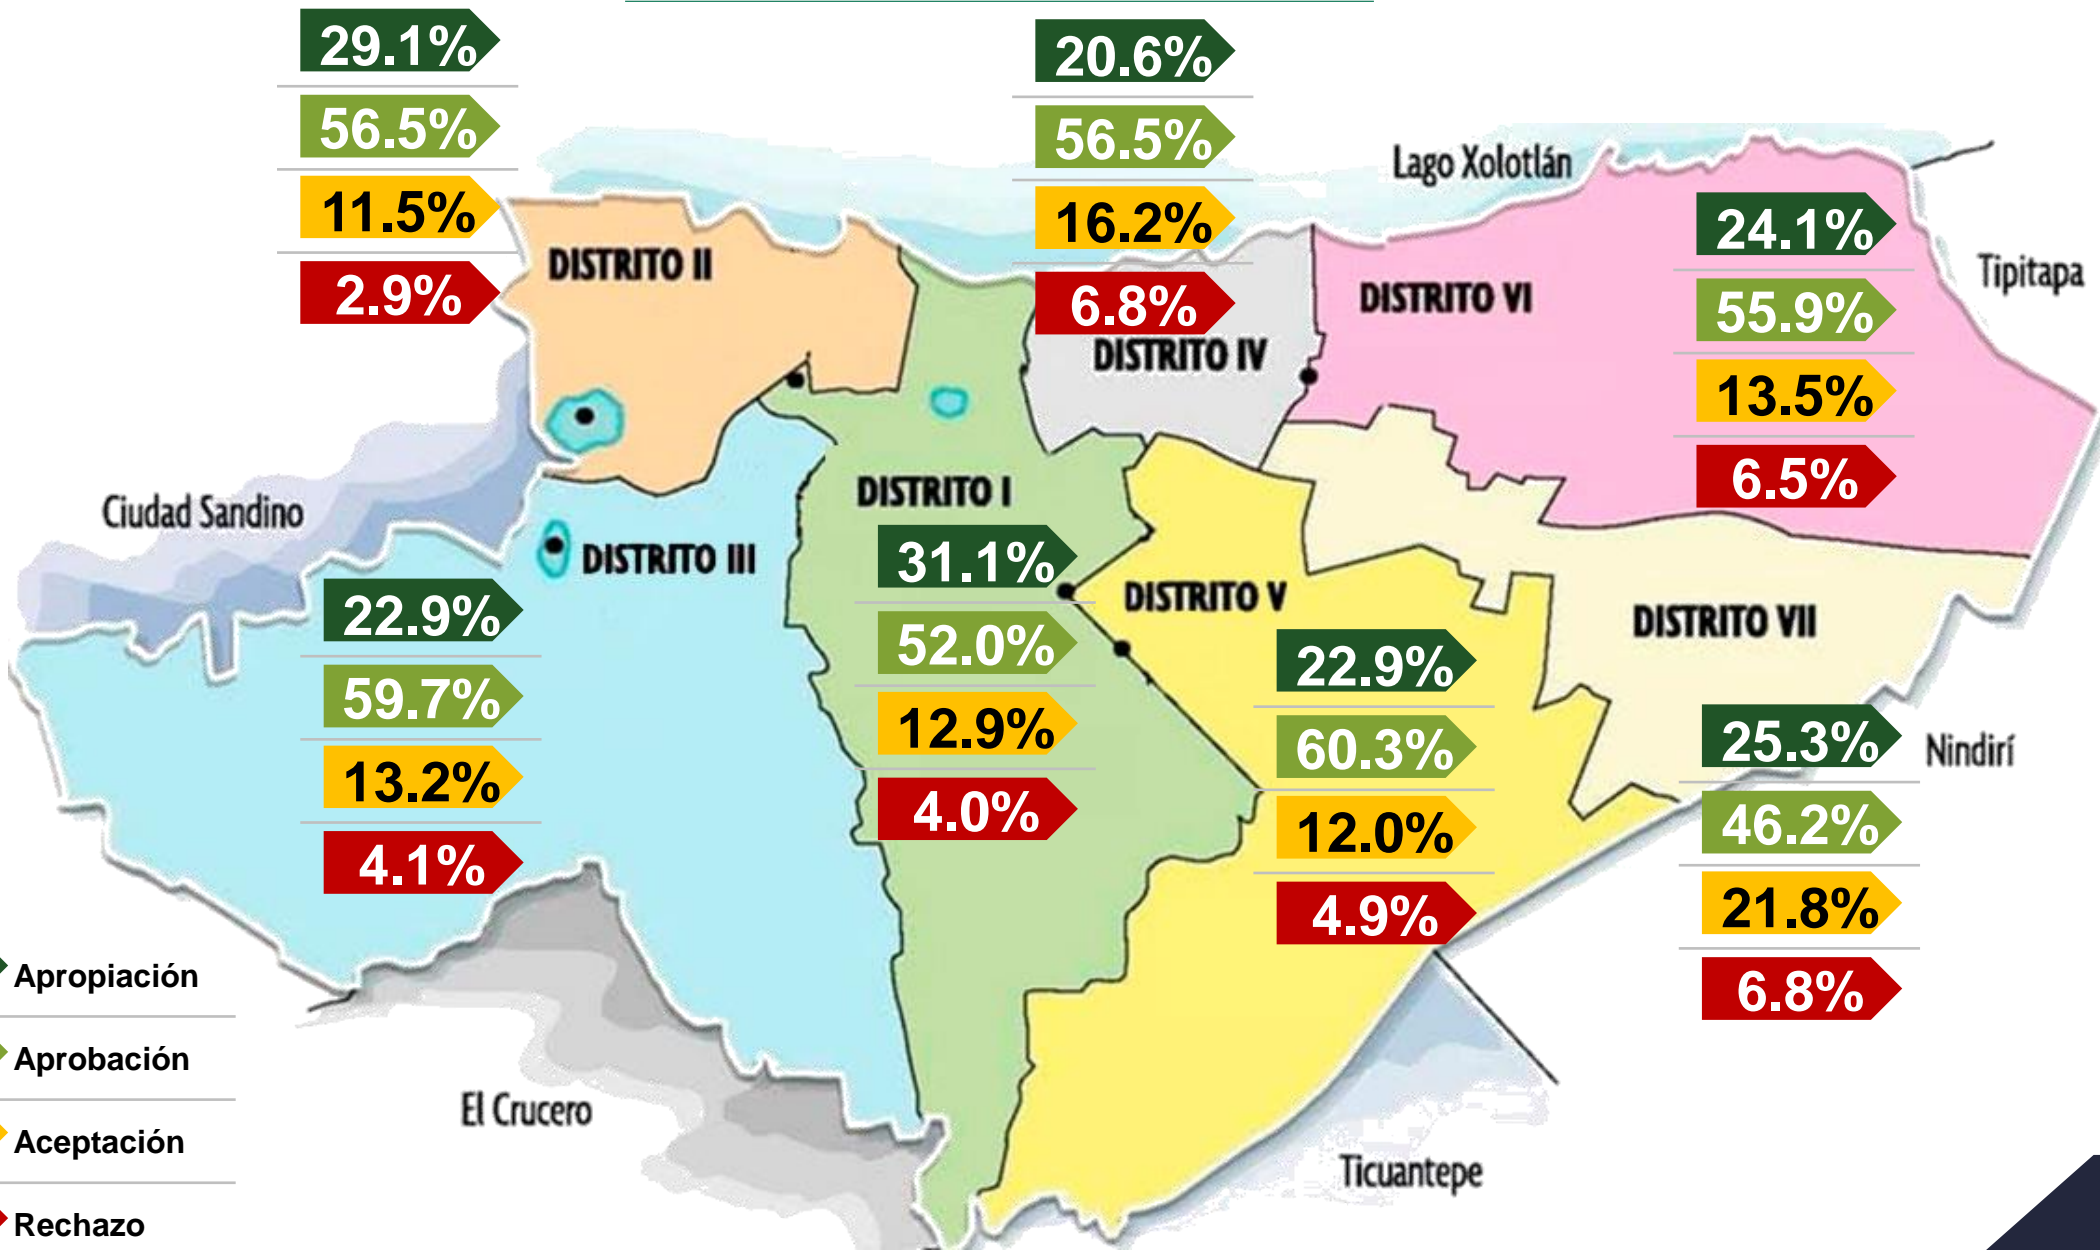 29.1%
56.5%
11.5%
2.9%
20.6%
56.5%
16.2%
6.8%
Lago Xolotlán
24.1%
55.9%
13.5%
6.5%
Tipitapa
DISTRITO II
DISTRITO VI
DISTRITO IV
Ciudad Sandino
DISTRITO III
22.9%
59.7%
13.2%
4.1%
DISTRITO I
31.1%
52.0%
12.9%
4.0%
DISTRITO V
22.9%
60.3%
12.0%
4.9%
DISTRITO VII
25.3%
46.2%
21.8%
6.8%
Nindirí
Apropiación
Aprobación
Aceptación
Rechazo
El Crucero
Ticuantepe